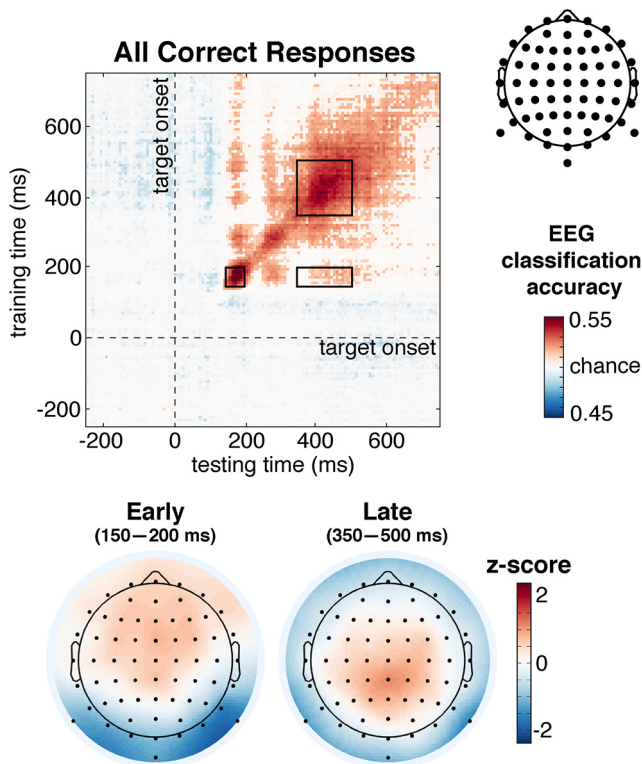 All Correct Responses
target onset
600
400
200
0
-200
training time (ms)
target onset
-200
0
200
400
600
testing time (ms)
EEG
classification
accuracy
0.55
chance
0.45
Early
(150—200 ms)
Late
(350—500 ms)
z-score
2
0
-2